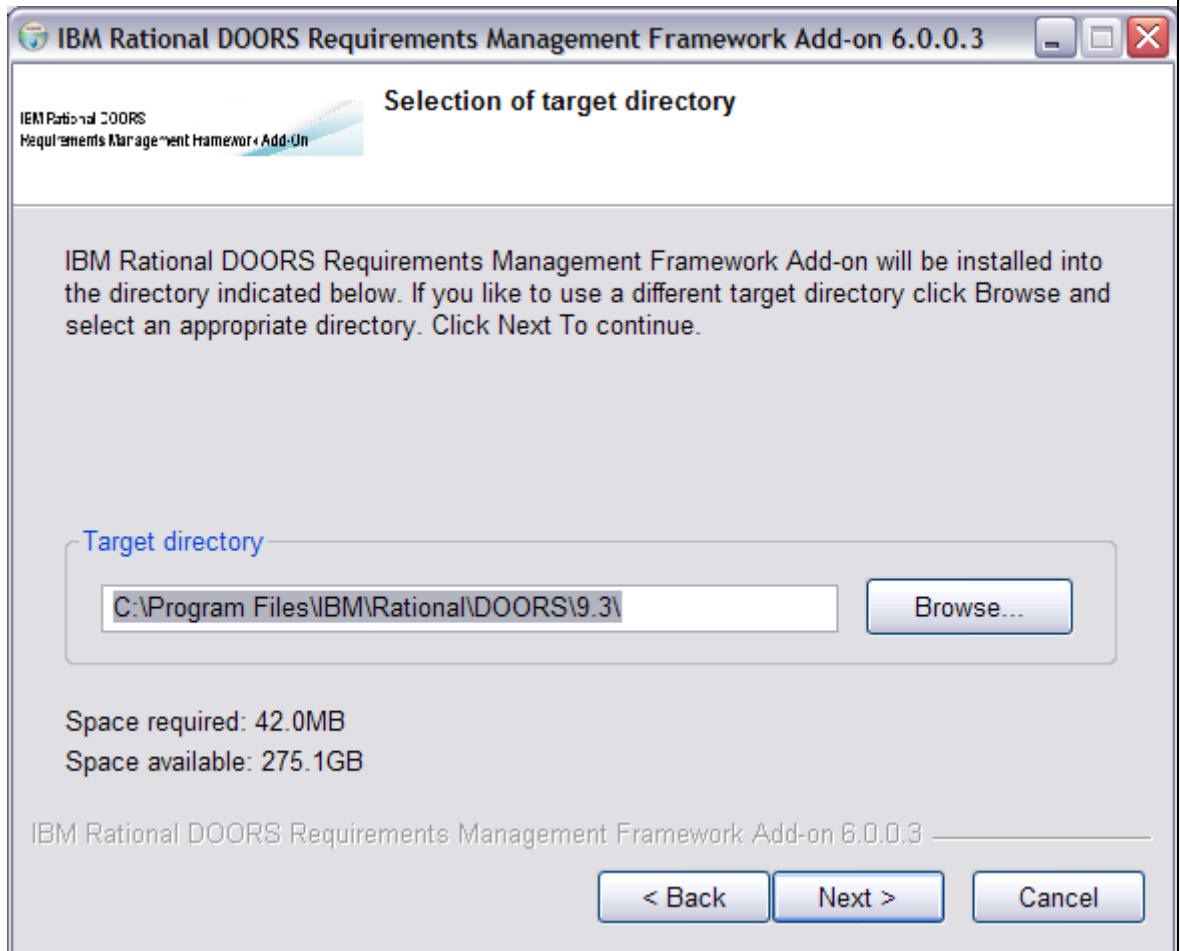 IBM Rational DOORS Requirements Management Framework Add-on 6.0.0.3
IBM Rational DOORS
Requirements Management Framework Add-On
Selection of target directory
IBM Rational DOORS Requirements Management Framework Add-on will be installed into
the directory indicated below. If you like to use a different target directory click Browse and
select an appropriate directory. Click Next To continue.
Target directory
C:\Program Files\IBM\Rational\DOORS\9.3\
Browse...
Space required: 42.0MB
Space available: 275.1GB
IBM Rational DOORS Requirements Management Framework Add-on 6.0.0.3
< Back
Next >
Cancel